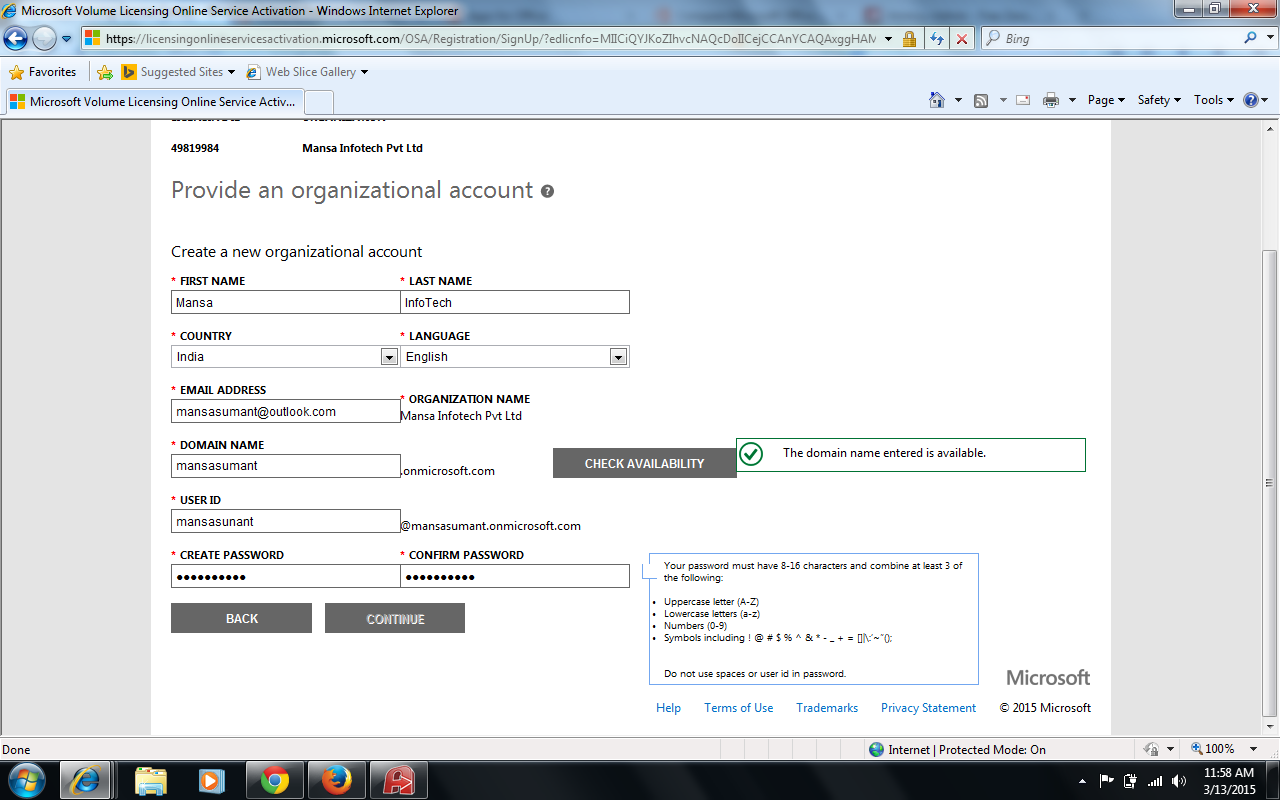 Microsoft Volume Licensing Online Service Activation - Windows Internet Explorer
https://licensingonlineservicesactivation.microsoft.com/OSA/Registration/SignUp/?edlicnfo=MIICiQYJKoZIhvcNAQcDoIICejCCAnYCAQAxggHAM
Bing
Favorites Suggested Sites Web Slice Gallery
Microsoft Volume Licensing Online Service Activ...
Page Safety Tools
49819984 Mansa Infotech Pvt Ltd
Provide an organizational account ?
Create a new organizational account
* FIRST NAME * LAST NAME
Mansa InfoTech
* COUNTRY * LANGUAGE
India English
* EMAIL ADDRESS * ORGANIZATION NAME
mansasumant@outlook.com Mansa Infotech Pvt Ltd
* DOMAIN NAME
mansasumant .onmicrosoft.com CHECK AVAILABILITY The domain name entered is available.
* USER ID
mansasunant @mansasumant.onmicrosoft.com
* CREATE PASSWORD * CONFIRM PASSWORD
•••••••••• ••••••••••
Your password must have 8-16 characters and combine at least 3 of
the following:
• Uppercase letter (A-Z)
• Lowercase letters (a-z)
• Numbers (0-9)
• Symbols including ! @ # $ % ^ & * - _ + = []|\:'~"();
Do not use spaces or user id in password.
BACK CONTINUE
Microsoft
Help Terms of Use Trademarks Privacy Statement © 2015 Microsoft
Done Internet | Protected Mode: On 100%
11:58 AM
3/13/2015